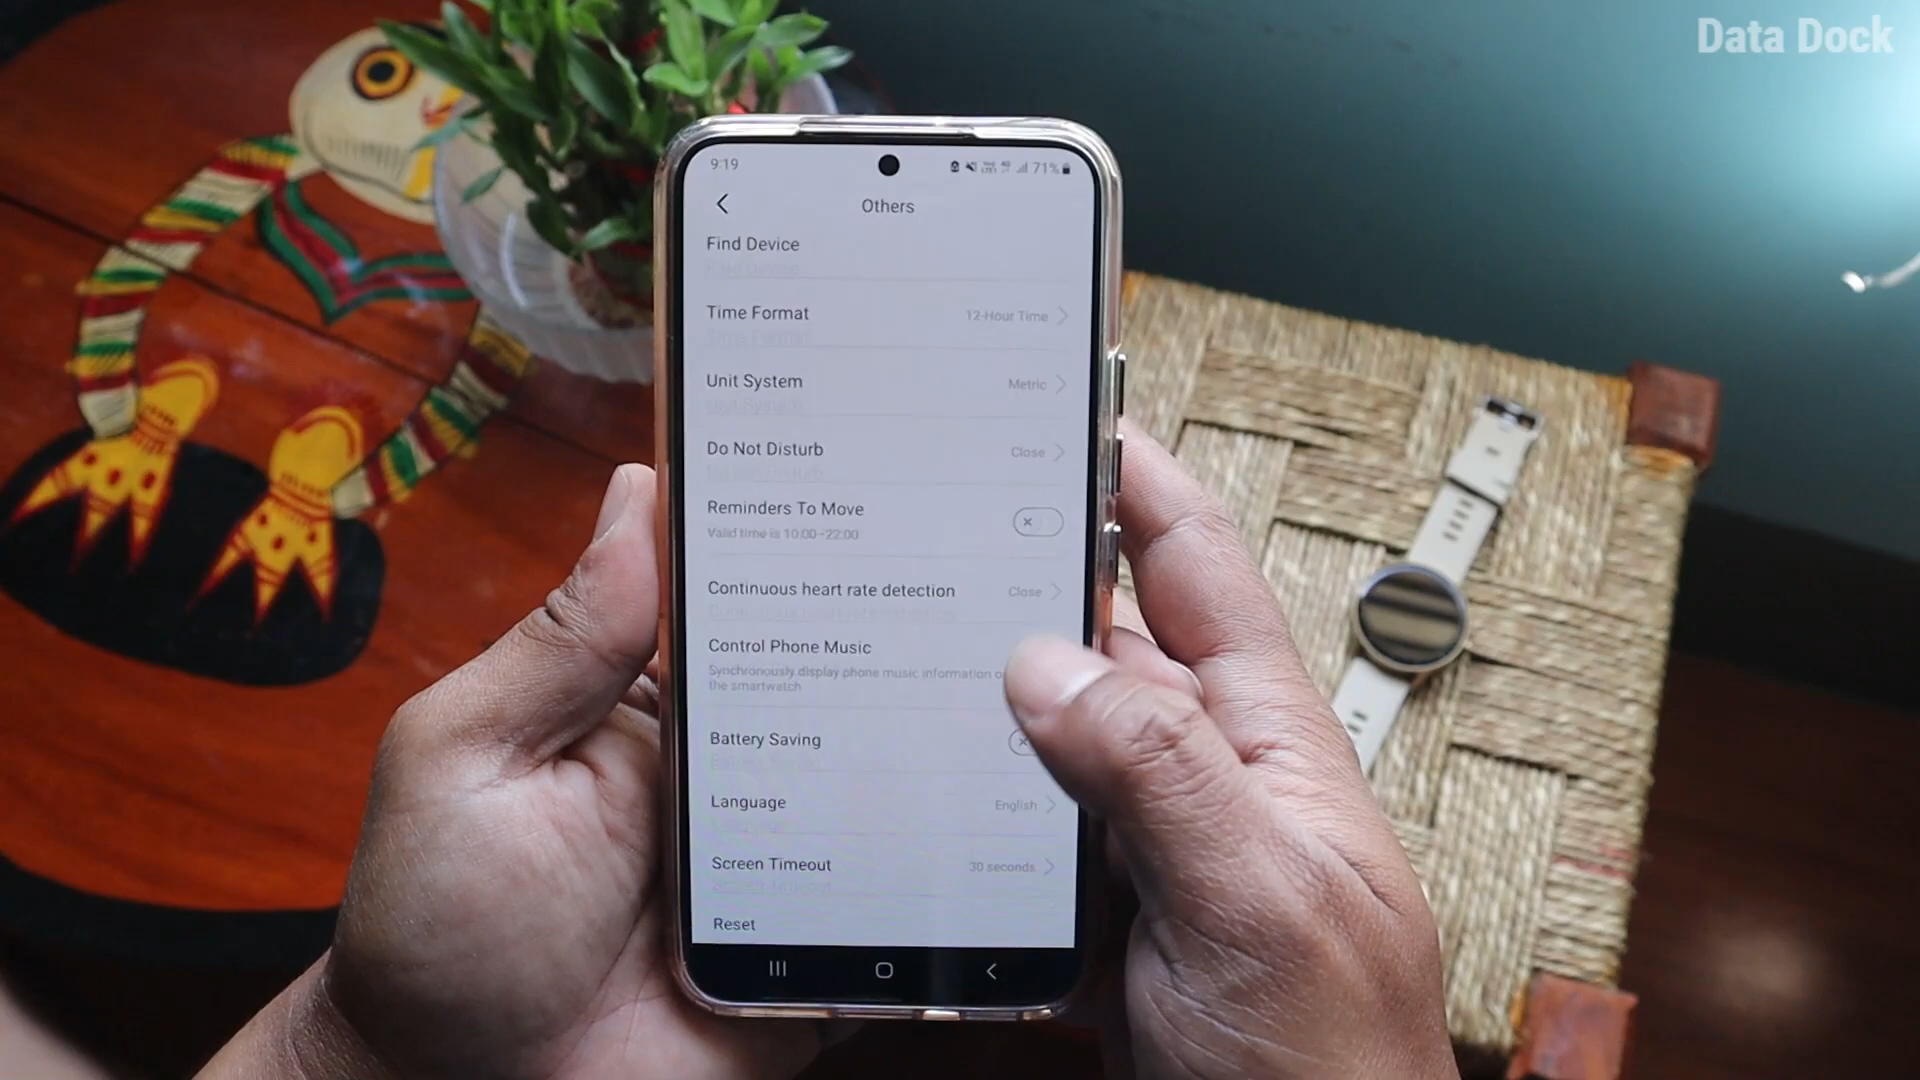 Data Dock
9:19
71%
Others
Find Device
Time Format
12-Hour Time
Unit System
Metric
Do Not Disturb
Close
Reminders To Move
Valid time is 10:00~22:00
Continuous heart rate detection
Close
Control Phone Music
Synchronously display phone music information
the smartwatch
Battery Saving
Language
English
Screen Timeout
30 seconds
Reset